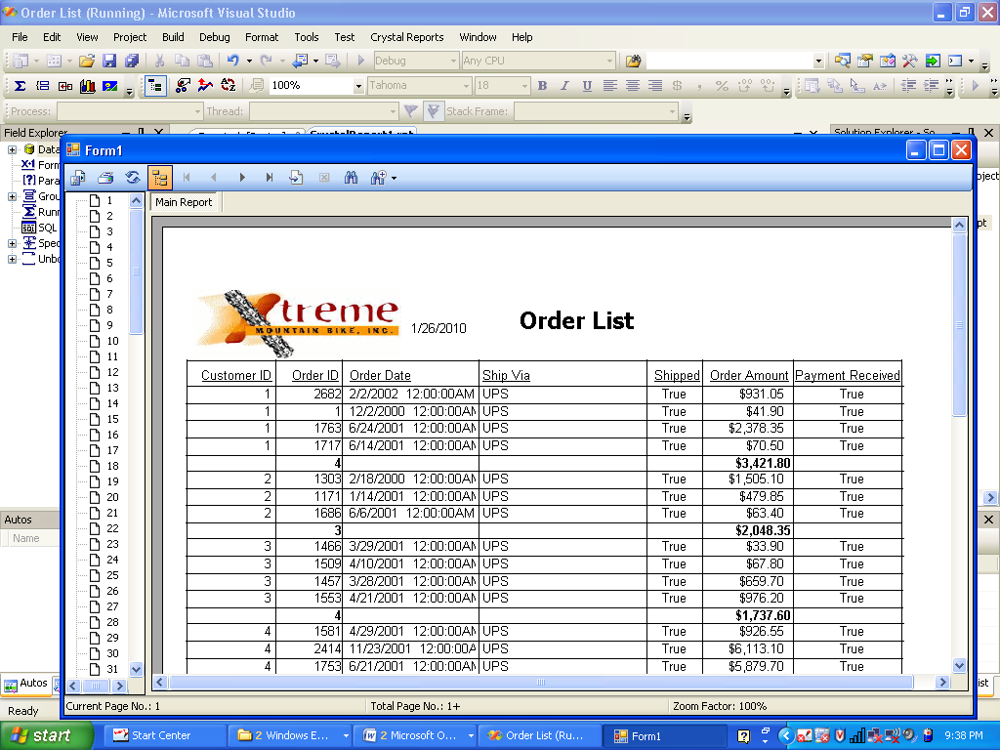 Order List (Running) - Microsoft Visual Studio
File Edit View Project Build Debug Format Tools Test Crystal Reports Window Help
Debug Any CPU
100% Tahoma 18 B I U
Process: Thread: Stack Frame:
Field Explorer
Solution Explorer - So
Form1
Main Report
1
2
3
4
5
6
7
8
9
10
11
12
13
14
15
16
17
18
19
20
21
22
23
24
25
26
27
28
29
30
31
Xtreme
MOUNTAIN BIKE, INC.
1/26/2010
Order List
Customer ID Order ID Order Date Ship Via Shipped Order Amount Payment Received
1 2682 2/2/2002 12:00:00AM UPS True $931.05 True
1 1 12/2/2000 12:00:00AM UPS True $41.90 True
1 1763 6/24/2001 12:00:00AM UPS True $2,378.35 True
1 1717 6/14/2001 12:00:00AM UPS True $70.50 True
4 $3,421.80
2 1303 2/18/2000 12:00:00AM UPS True $1,505.10 True
2 1171 1/14/2001 12:00:00AM UPS True $479.85 True
2 1686 6/6/2001 12:00:00AM UPS True $63.40 True
3 $2,048.35
3 1466 3/29/2001 12:00:00AM UPS True $33.90 True
3 1509 4/10/2001 12:00:00AM UPS True $67.80 True
3 1457 3/28/2001 12:00:00AM UPS True $659.70 True
3 1553 4/21/2001 12:00:00AM UPS True $976.20 True
4 $1,737.60
4 1581 4/29/2001 12:00:00AM UPS True $926.55 True
4 2414 11/23/2001 12:00:00A UPS True $6,113.10 True
4 1753 6/21/2001 12:00:00AM UPS True $5,879.70 True
Autos
Name
Autos
Current Page No.: 1 Total Page No.: 1+ Zoom Factor: 100%
Ready
start Start Center 2 Windows E... 2 Microsoft O... Order List (Ru... Form1 9:38 PM